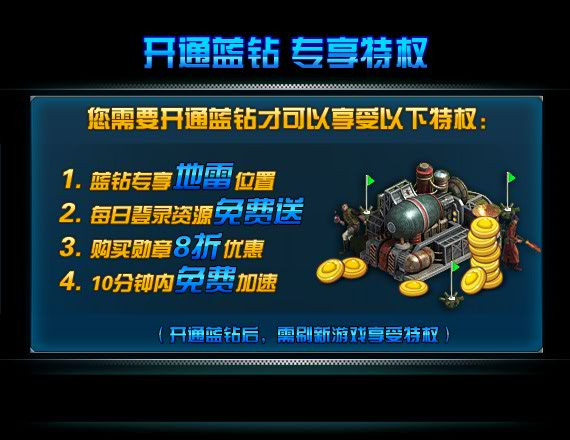 开通蓝钻 专享特权
您需要开通蓝钻才可以享受以下特权：
1. 蓝钻专享地雷位置
2. 每日登录资源免费送
3. 购买勋章8折优惠
4. 10分钟内免费加速
（开通蓝钻后，需刷新游戏享受特权）